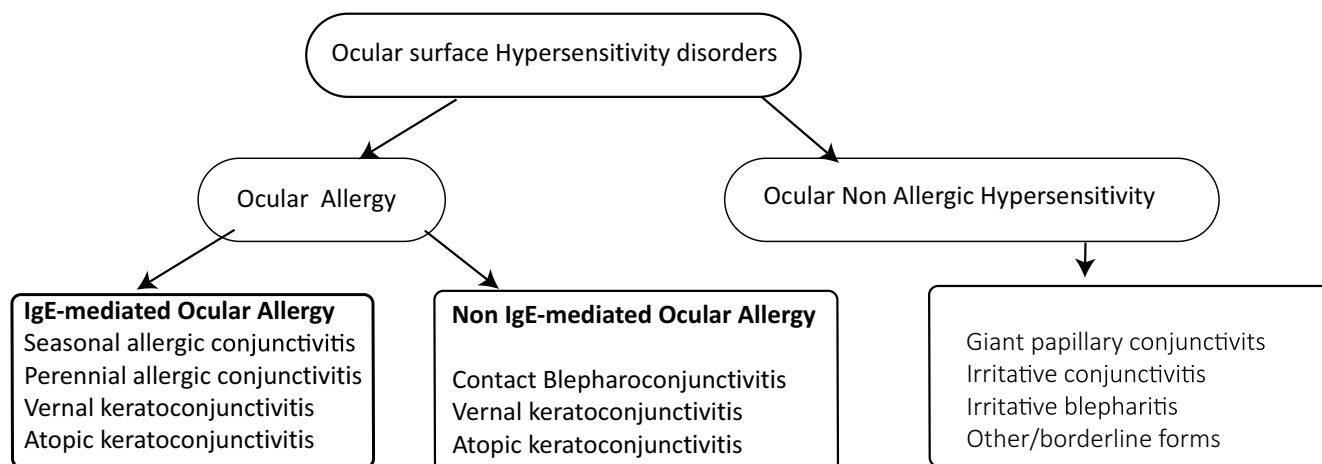 Ocular surface Hypersensitivity disorders
Ocular Allergy
Ocular Non Allergic Hypersensitivity
IgE-mediated Ocular Allergy
Seasonal allergic conjunctivitis
Perennial allergic conjunctivitis
Vernal keratoconjunctivitis
Atopic keratoconjunctivitis
Non IgE-mediated Ocular Allergy
Contact Blepharoconjunctivitis
Vernal keratoconjunctivitis
Atopic keratoconjunctivitis
Giant papillary conjunctivits
Irritative conjunctivitis
Irritative blepharitis
Other/borderline forms